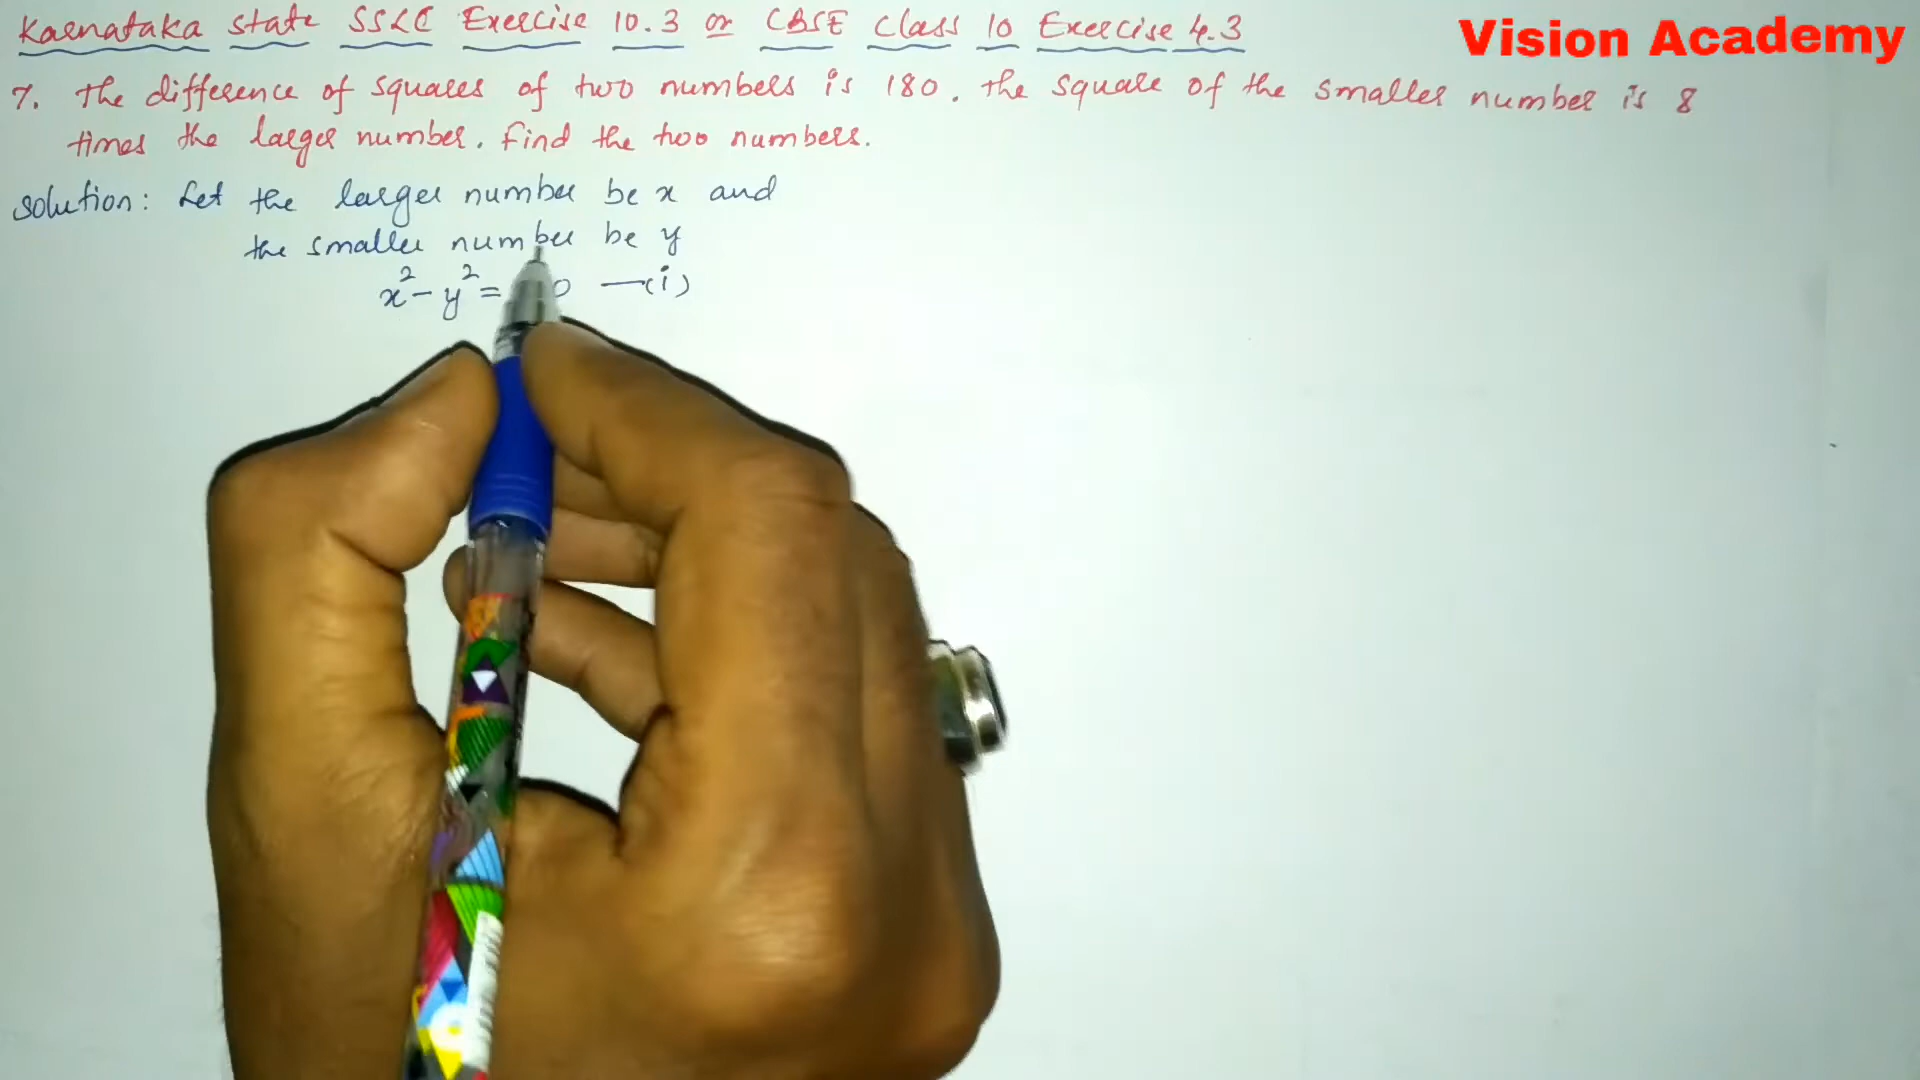 Karnataka state SSLC Exercise 10.3 or CBSE class 10 Exercise 4.3
Vision Academy
7. The difference of squares of two numbers is 180. The square of the smaller number is 8
times the larger number. Find the two numbers.
Solution: Let the larger number be x and
the smaller number be y
x² - y² = 0 —(i)